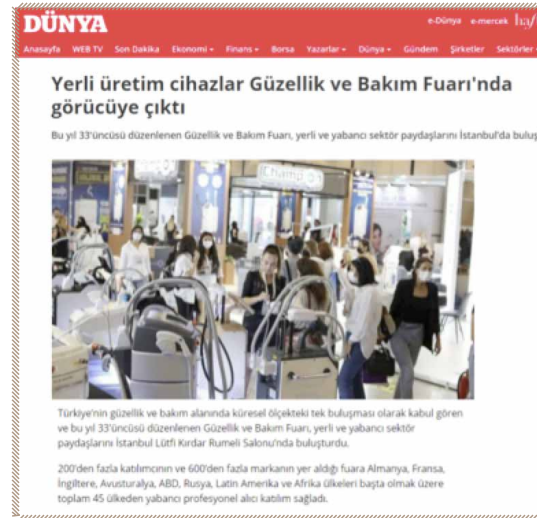 DÜNYA
e-Dünya e-mercek
Anasayfa WEB TV Son Dakika Ekonomi Finans Borsa Yazarlar Dünya Gündem Şirketler Sektörler
Yerli üretim cihazlar Güzellik ve Bakım Fuarı'nda
görücüye çıktı
Bu yıl 33'üncüsü düzenlenen Güzellik ve Bakım Fuarı, yerli ve yabancı sektör paydaşlarını İstanbul'da buluş
Champ
Türkiye'nin güzellik ve bakım alanında küresel ölçekteki tek buluşması olarak kabul gören
ve bu yıl 33'üncüsü düzenlenen Güzellik ve Bakım Fuarı, yerli ve yabancı sektör
paydaşlarını İstanbul Lütfi Kırdar Rumeli Salonu'nda buluşturdu.
200'den fazla katılımcının ve 600'den fazla markanın yer aldığı fuara Almanya, Fransa,
İngiltere, Avusturalya, ABD, Rusya, Latin Amerika ve Afrika ülkeleri başta olmak üzere
toplam 45 ülkeden yabancı profesyonel alıcı katılım sağladı.